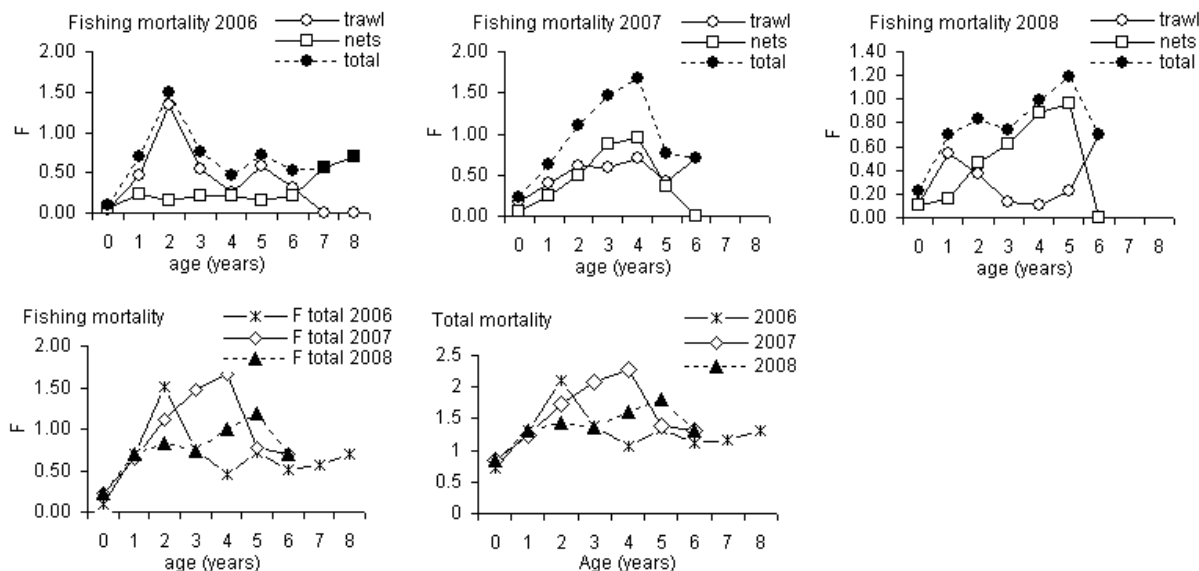 Fishing mortality 2006
trawl
nets
total
2.00
1.50
1.00
0.50
0.00
F
0 1 2 3 4 5 6 7 8
age (years)
Fishing mortality 2007
trawl
nets
total
2.00
1.50
1.00
0.50
0.00
F
0 1 2 3 4 5 6 7 8
age (years)
Fishing mortality 2008
trawl
nets
total
1.40
1.20
1.00
0.80
0.60
0.40
0.20
0.00
F
0 1 2 3 4 5 6 7 8
age (years)
Fishing mortality
F total 2006
F total 2007
F total 2008
2.00
1.50
1.00
0.50
0.00
F
0 1 2 3 4 5 6 7 8
age (years)
Total mortality
2006
2007
2008
2.5
2
1.5
1
0.5
0
0 1 2 3 4 5 6 7 8
Age (years)